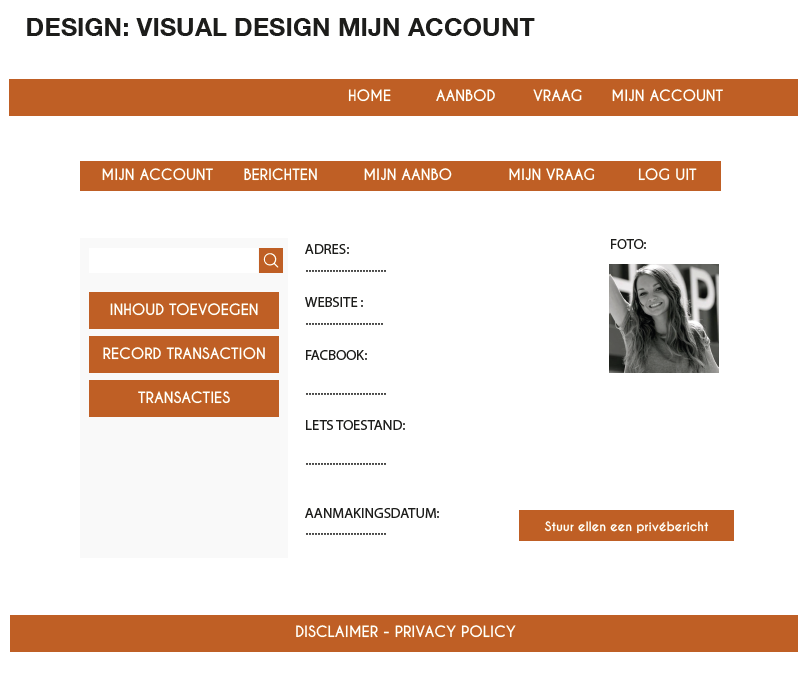 DESIGN: VISUAL DESIGN MIJN ACCOUNT
HOME AANBOD VRAAG MIJN ACCOUNT
MIJN ACCOUNT BERICHTEN MIJN AANBO MIJN VRAAG LOG UIT
INHOUD TOEVOEGEN
RECORD TRANSACTION
TRANSACTIES
ADRES:
...........................
WEBSITE :
..........................
FACBOOK:
...........................
LETS TOESTAND:
...........................
AANMAKINGSDATUM:
...........................
FOTO:
Stuur ellen een privébericht
DISCLAIMER - PRIVACY POLICY